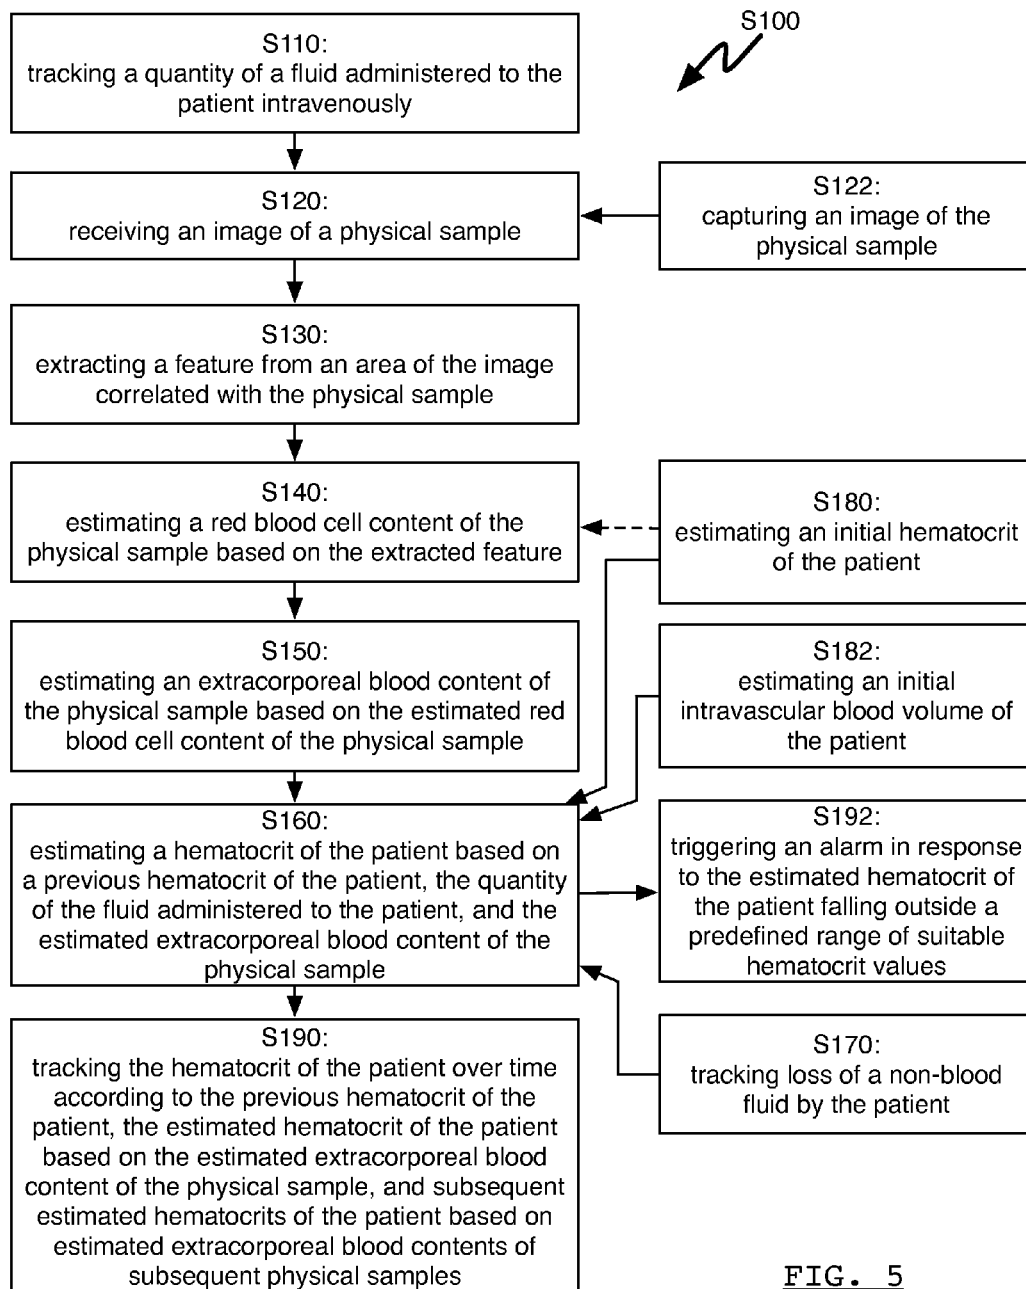 S110:
tracking a quantity of a fluid administered to the
patient intravenously
S100
S120:
receiving an image of a physical sample
S122:
capturing an image of the
physical sample
S130:
extracting a feature from an area of the image
correlated with the physical sample
S140:
estimating a red blood cell content of the
physical sample based on the extracted feature
S180:
estimating an initial hematocrit
of the patient
S150:
estimating an extracorporeal blood content of
the physical sample based on the estimated red
blood cell content of the physical sample
S182:
estimating an initial
intravascular blood volume of
the patient
S160:
estimating a hematocrit of the patient based on
a previous hematocrit of the patient, the quantity
of the fluid administered to the patient, and the
estimated extracorporeal blood content of the
physical sample
S192:
triggering an alarm in response
to the estimated hematocrit of
the patient falling outside a
predefined range of suitable
hematocrit values
S190:
tracking the hematocrit of the patient over time
according to the previous hematocrit of the
patient, the estimated hematocrit of the patient
based on the estimated extracorporeal blood
content of the physical sample, and subsequent
estimated hematocrits of the patient based on
estimated extracorporeal blood contents of
subsequent physical samples
S170:
tracking loss of a non-blood
fluid by the patient
FIG. 5